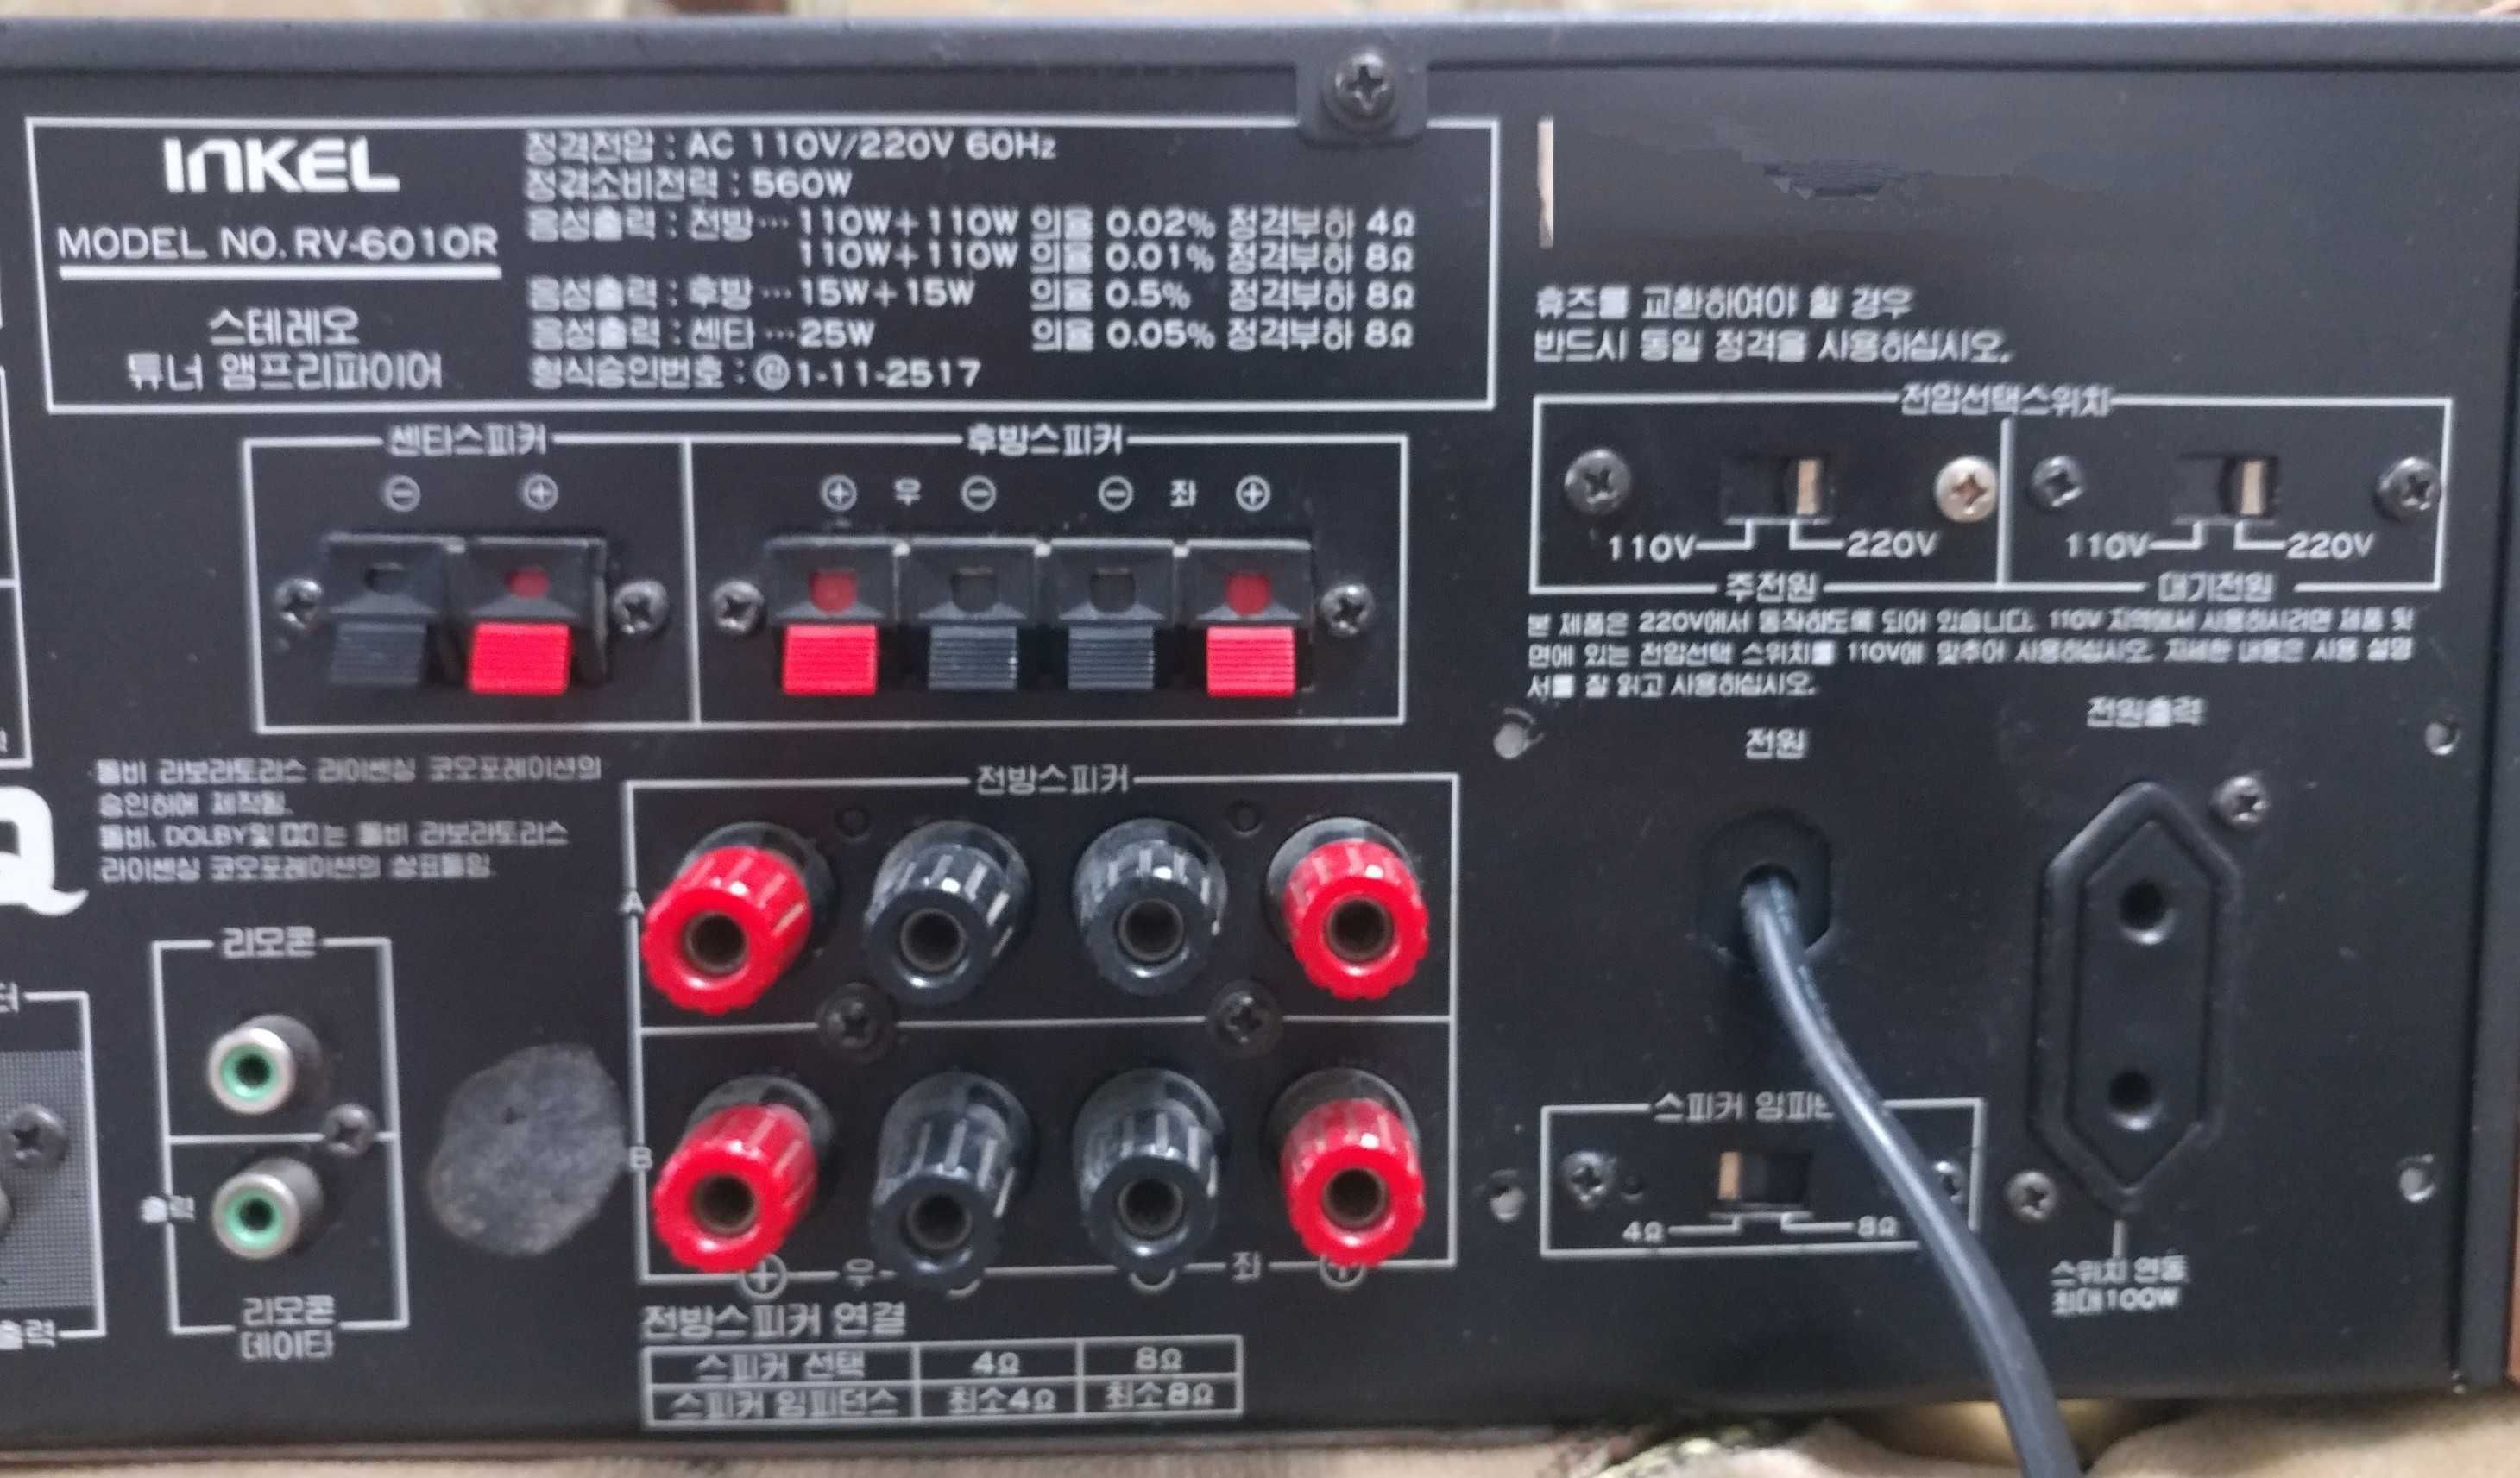 INKEL
MODEL NO. RV-6010R
스테레오
튜너 앰프리파이어
정격전압 : AC 110V/220V 60Hz
정격소비전력 : 560W
음성출력 : 전방 ··· 110W+110W 의율 0.02% 정격부하 4Ω
110W+110W 의율 0.01% 정격부하 8Ω
음성출력 : 후방 ··· 15W+15W 의율 0.5% 정격부하 8Ω
음성출력 : 센타 ··· 25W 의율 0.05% 정격부하 8Ω
형식승인번호 : 1-11-2517
휴즈를 교환하여야 할 경우
반드시 동일 정격을 사용하십시오.
전압선택스위치
110V 220V
110V 220V
주전원
대기전원
본 제품은 220V에서 동작하도록 되어 있습니다. 110V 지역에서 사용하시려면 제품 뒷
면에 있는 전압선택 스위치를 110V에 맞추어 사용하십시오. 자세한 내용은 사용 설명
서를 잘 읽고 사용하십시오.
센타스피커
⊖ ⊕
후방스피커
⊕ 우 ⊖ ⊖ 좌 ⊕
돌비 라보라토리스 라이센싱 코오포레이션의
승인하에 제작됨.
돌비, DOLBY및 는 돌비 라보라토리스
라이센싱 코오포레이션의 상표들임.
Q
전방스피커
A
B
⊕ 우 좌
전방스피커 연결
스피커 선택 4Ω 8Ω
스피커 임피던스 최소4Ω 최소8Ω
리모콘
출력
리모콘
데이타
터
출력
전원
전원출력
스피커 임피
4Ω 8Ω
스위치 연동
최대100W